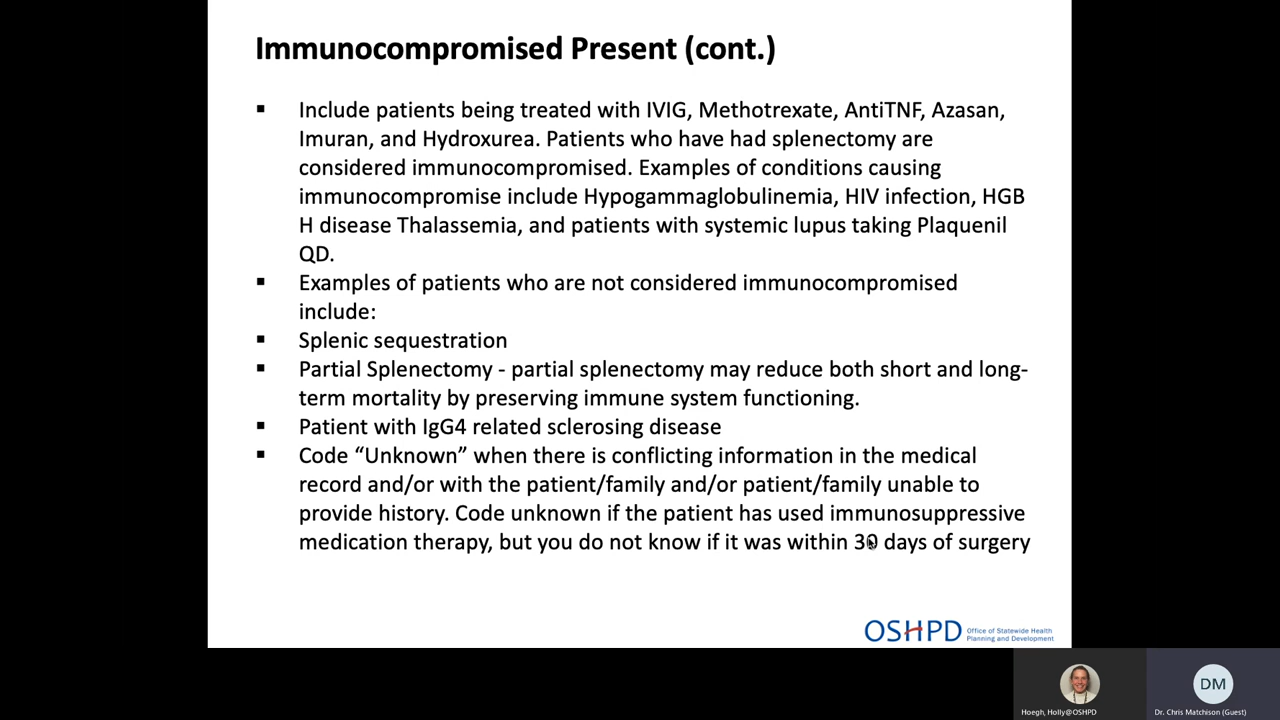 Immunocompromised Present (cont.)
▪ Include patients being treated with IVIG, Methotrexate, AntiTNF, Azasan,
Imuran, and Hydroxurea. Patients who have had splenectomy are
considered immunocompromised. Examples of conditions causing
immunocompromise include Hypogammaglobulinemia, HIV infection, HGB
H disease Thalassemia, and patients with systemic lupus taking Plaquenil
QD.
▪ Examples of patients who are not considered immunocompromised
include:
▪ Splenic sequestration
▪ Partial Splenectomy - partial splenectomy may reduce both short and long-
term mortality by preserving immune system functioning.
▪ Patient with IgG4 related sclerosing disease
▪ Code “Unknown” when there is conflicting information in the medical
record and/or with the patient/family and/or patient/family unable to
provide history. Code unknown if the patient has used immunosuppressive
medication therapy, but you do not know if it was within 30 days of surgery
OSHPD
Office of Statewide Health
Planning and Development
DM
Hoegh, Holly@OSHPD
Dr. Chris Matchison (Guest)